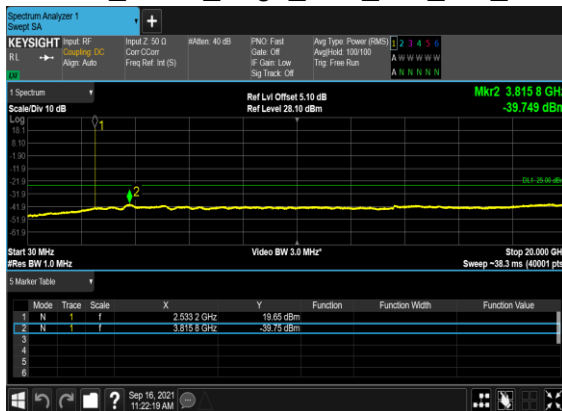 Spectrum Analyzer 1
Swept SA
+
KEYSIGHT
RL
Input: RF
Coupling: DC
Align: Auto
Input Z: 50 Ω
Corr CCorr
Freq Ref: Int (S)
#Atten: 40 dB
PNO: Fast
Gate: Off
IF Gain: Low
Sig Track: Off
Avg Type: Power (RMS)
Avg|Hold: 100/100
Trig: Free Run
1 2 3 4 5 6
A W W W W W
A N N N N N
1 Spectrum
Scale/Div 10 dB
Ref Lvl Offset 5.10 dB
Ref Level 28.10 dBm
Mkr2 3.815 8 GHz
-39.749 dBm
Log
18.1
8.10
-1.90
-11.9
-21.9
-31.9
-41.9
-51.9
-61.9
1
2
DL1 -25.00 dBm
Start 30 MHz
#Res BW 1.0 MHz
Video BW 3.0 MHz*
Stop 20.000 GHz
Sweep ~38.3 ms (40001 pts)
5 Marker Table
Mode Trace Scale X Y Function Function Width Function Value
1 N 1 f 2.533 2 GHz 19.65 dBm
2 N 1 f 3.815 8 GHz -39.75 dBm
3
4
5
6
?
Sep 16, 2021
11:22:19 AM